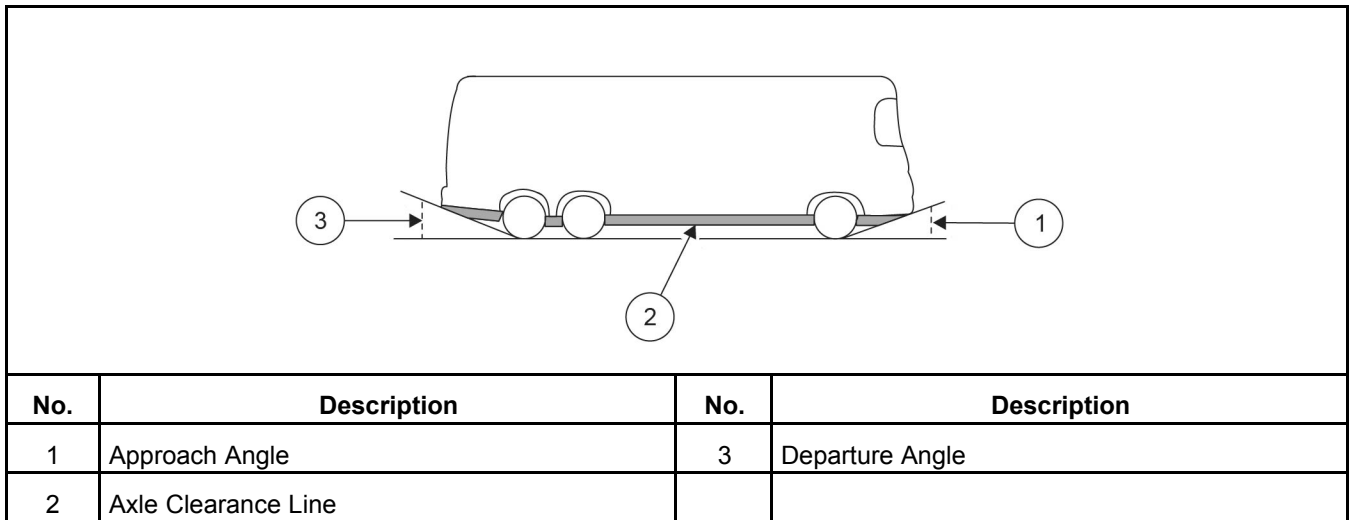 3
1
2
No. Description No. Description
1 Approach Angle 3 Departure Angle
2 Axle Clearance Line